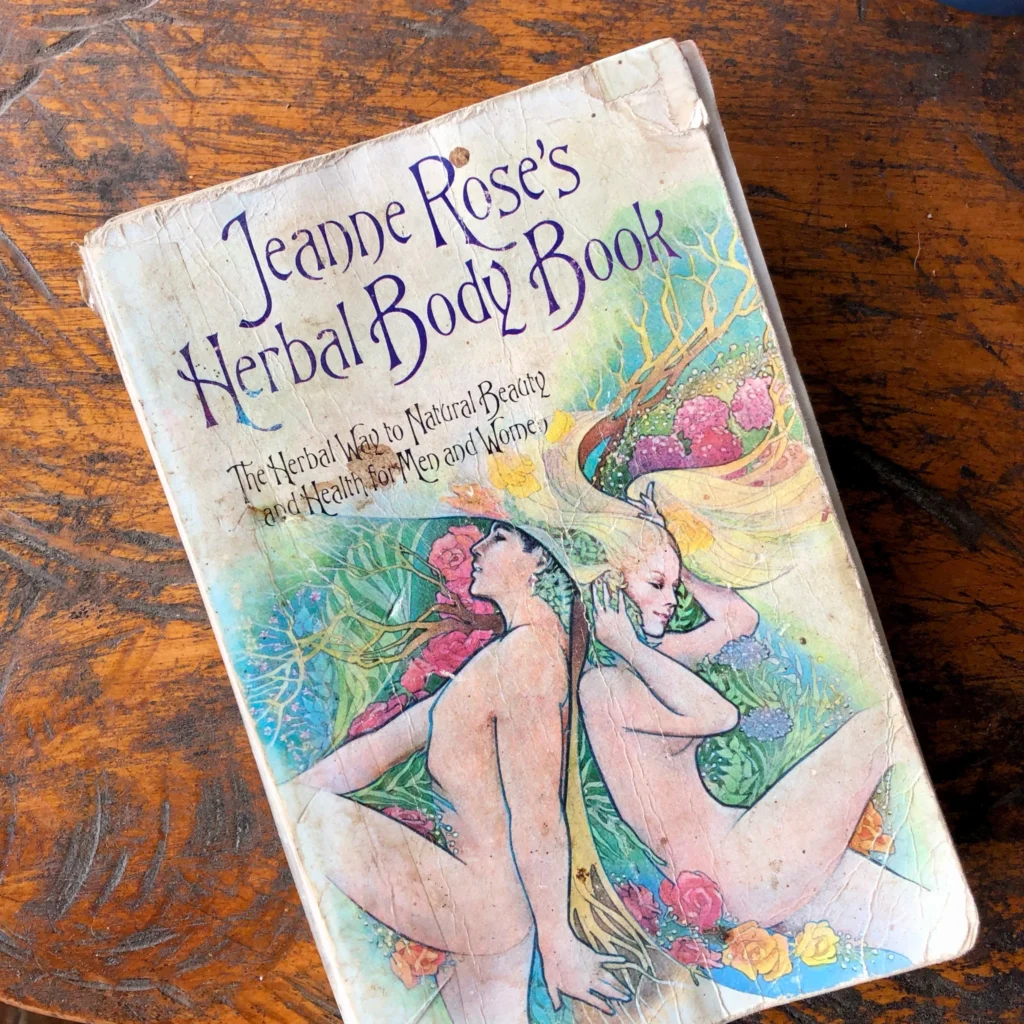 Jeanne Rose's
Herbal Body Book
The Herbal Way to Natural Beauty
and Health for Men and Women